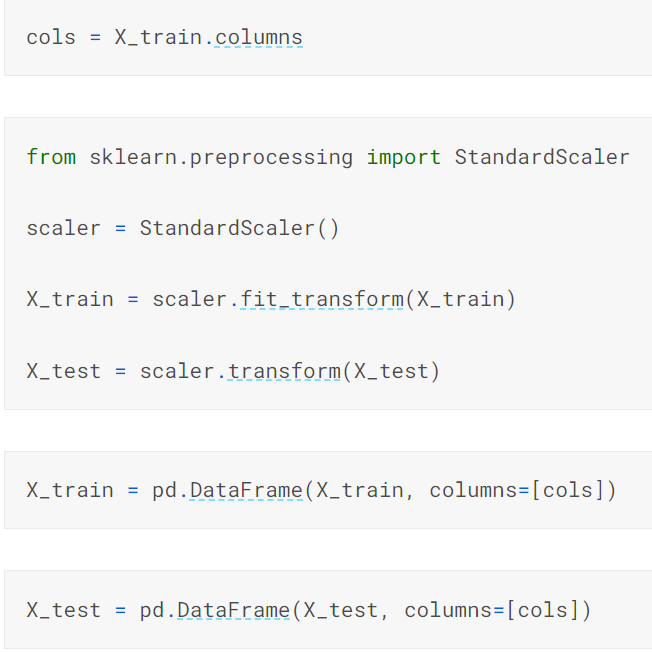 cols = X_train.columns
from sklearn.preprocessing import StandardScaler
scaler = StandardScaler()
X_train = scaler.fit_transform(X_train)
X_test = scaler.transform(X_test)
X_train = pd.DataFrame(X_train, columns=[cols])
X_test = pd.DataFrame(X_test, columns=[cols])